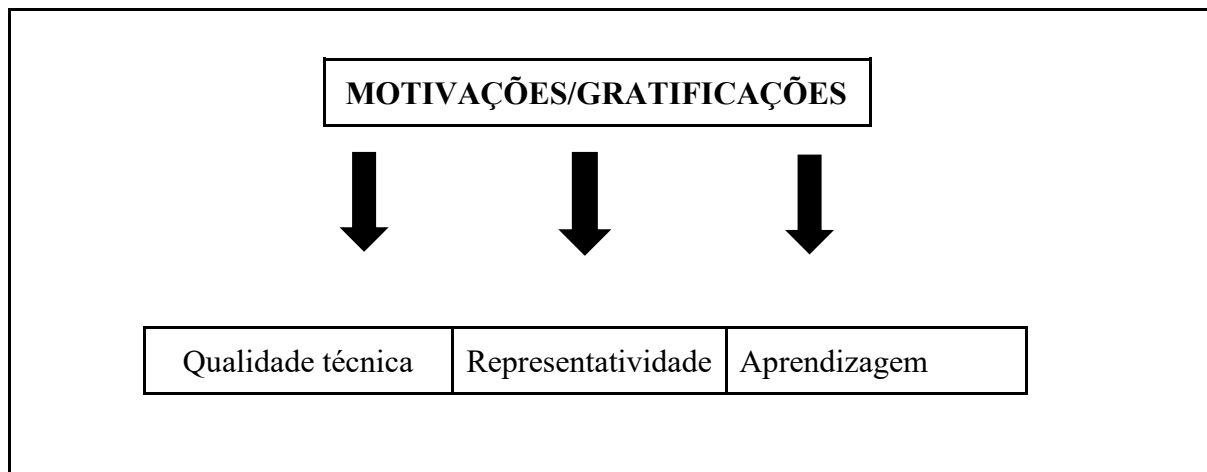 MOTIVAÇÕES/GRATIFICAÇÕES
Qualidade técnica
Representatividade
Aprendizagem